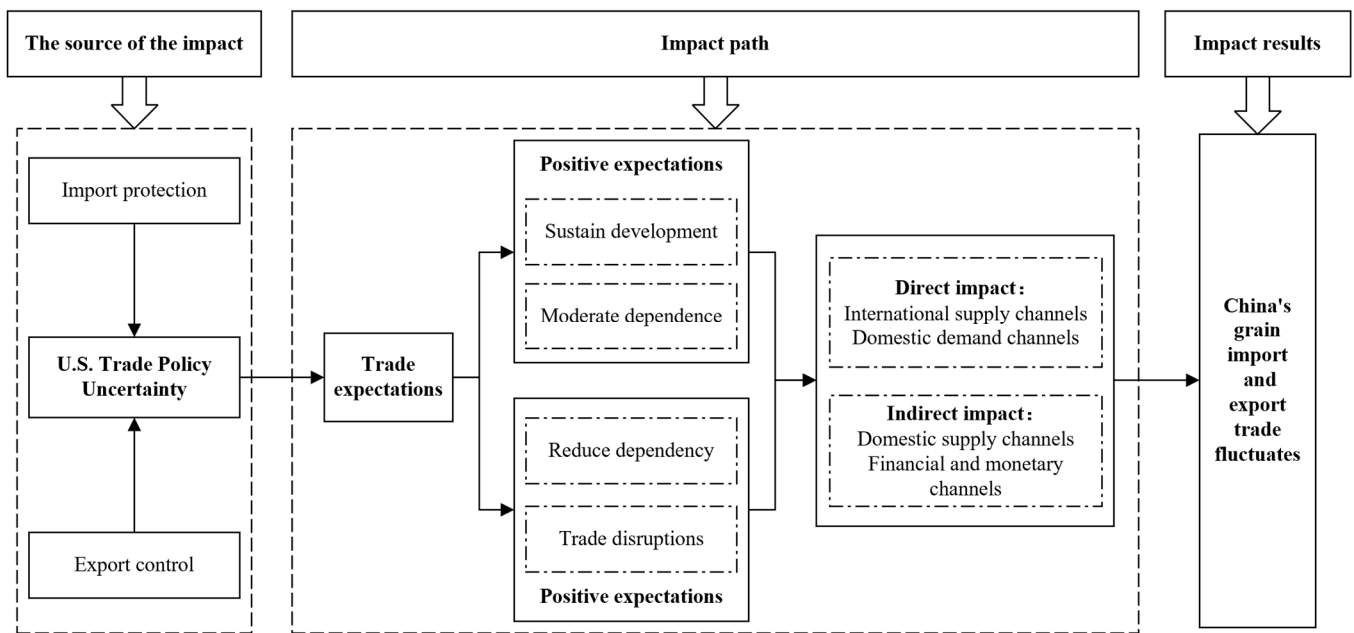 The source of the impact
Impact path
Impact results
Import protection
U.S. Trade Policy
Uncertainty
Export control
Trade
expectations
Positive expectations
Sustain development
Moderate dependence
Reduce dependency
Trade disruptions
Positive expectations
Direct impact：
International supply channels
Domestic demand channels
Indirect impact：
Domestic supply channels
Financial and monetary
channels
China's
grain
import
and
export
trade
fluctuates